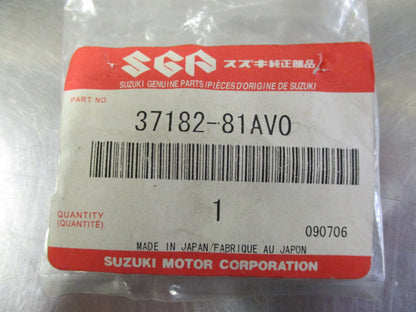 SGP スズキ純正部品
SUZUKI GENUINE PARTS/PIÈCES D'ORIGINE DE SUZUKI
PART NO.
37182-81AV0
QUANTITY
(QUANTITÉ)
1
090706
MADE IN JAPAN/FABRIQUE AU JAPON
SUZUKI MOTOR CORPORATION